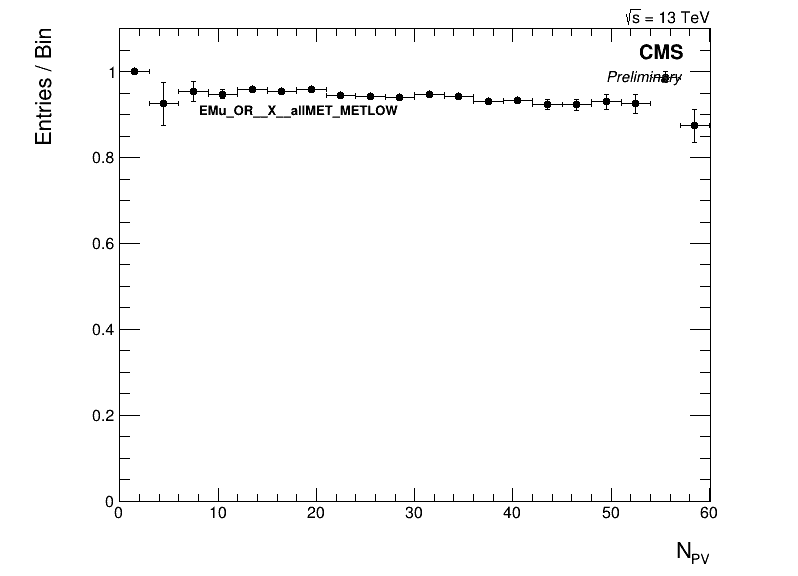 √s = 13 TeV
CMS
Preliminary
EMu_OR__X__allMET_METLOW
Entries / Bin
1
0.8
0.6
0.4
0.2
0
0 10 20 30 40 50 60
N_PV